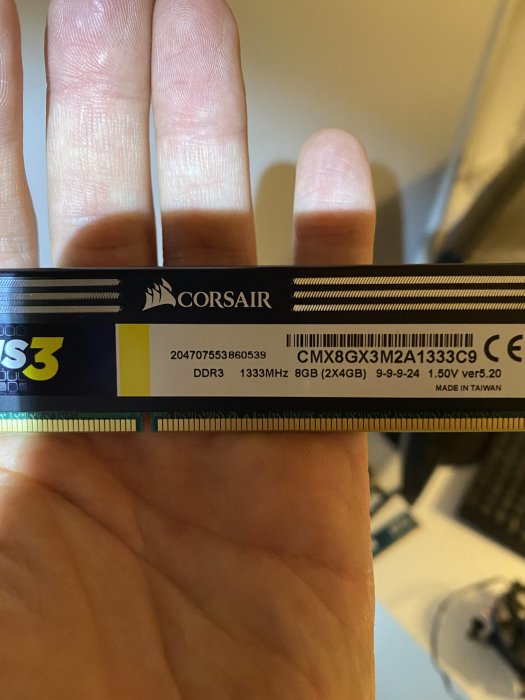 CORSAIR
S3
204707553860539
CMX8GX3M2A1333C9 CE
DDR3 1333MHz 8GB (2X4GB) 9-9-9-24 1.50V ver5.20
MADE IN TAIWAN